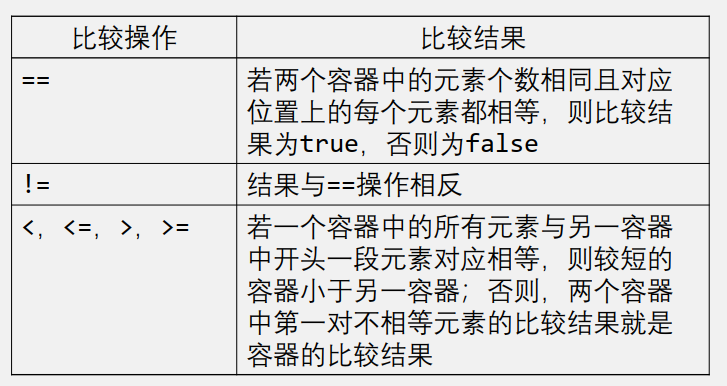 比较操作 比较结果
== 若两个容器中的元素个数相同且对应
位置上的每个元素都相等，则比较结
果为true，否则为false
!= 结果与==操作相反
<，<=，>，>= 若一个容器中的所有元素与另一容器
中开头一段元素对应相等，则较短的
容器小于另一容器；否则，两个容器
中第一对不相等元素的比较结果就是
容器的比较结果